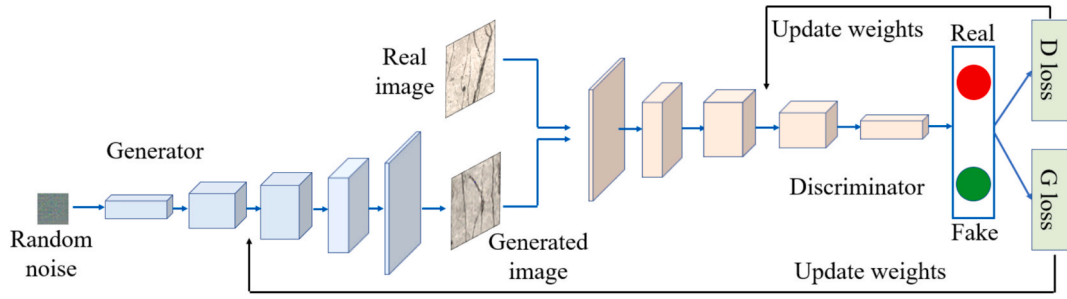 Update weights
Real
Real
image
D loss
Generator
Discriminator
G loss
Random
noise
Generated
image
Fake
Update weights